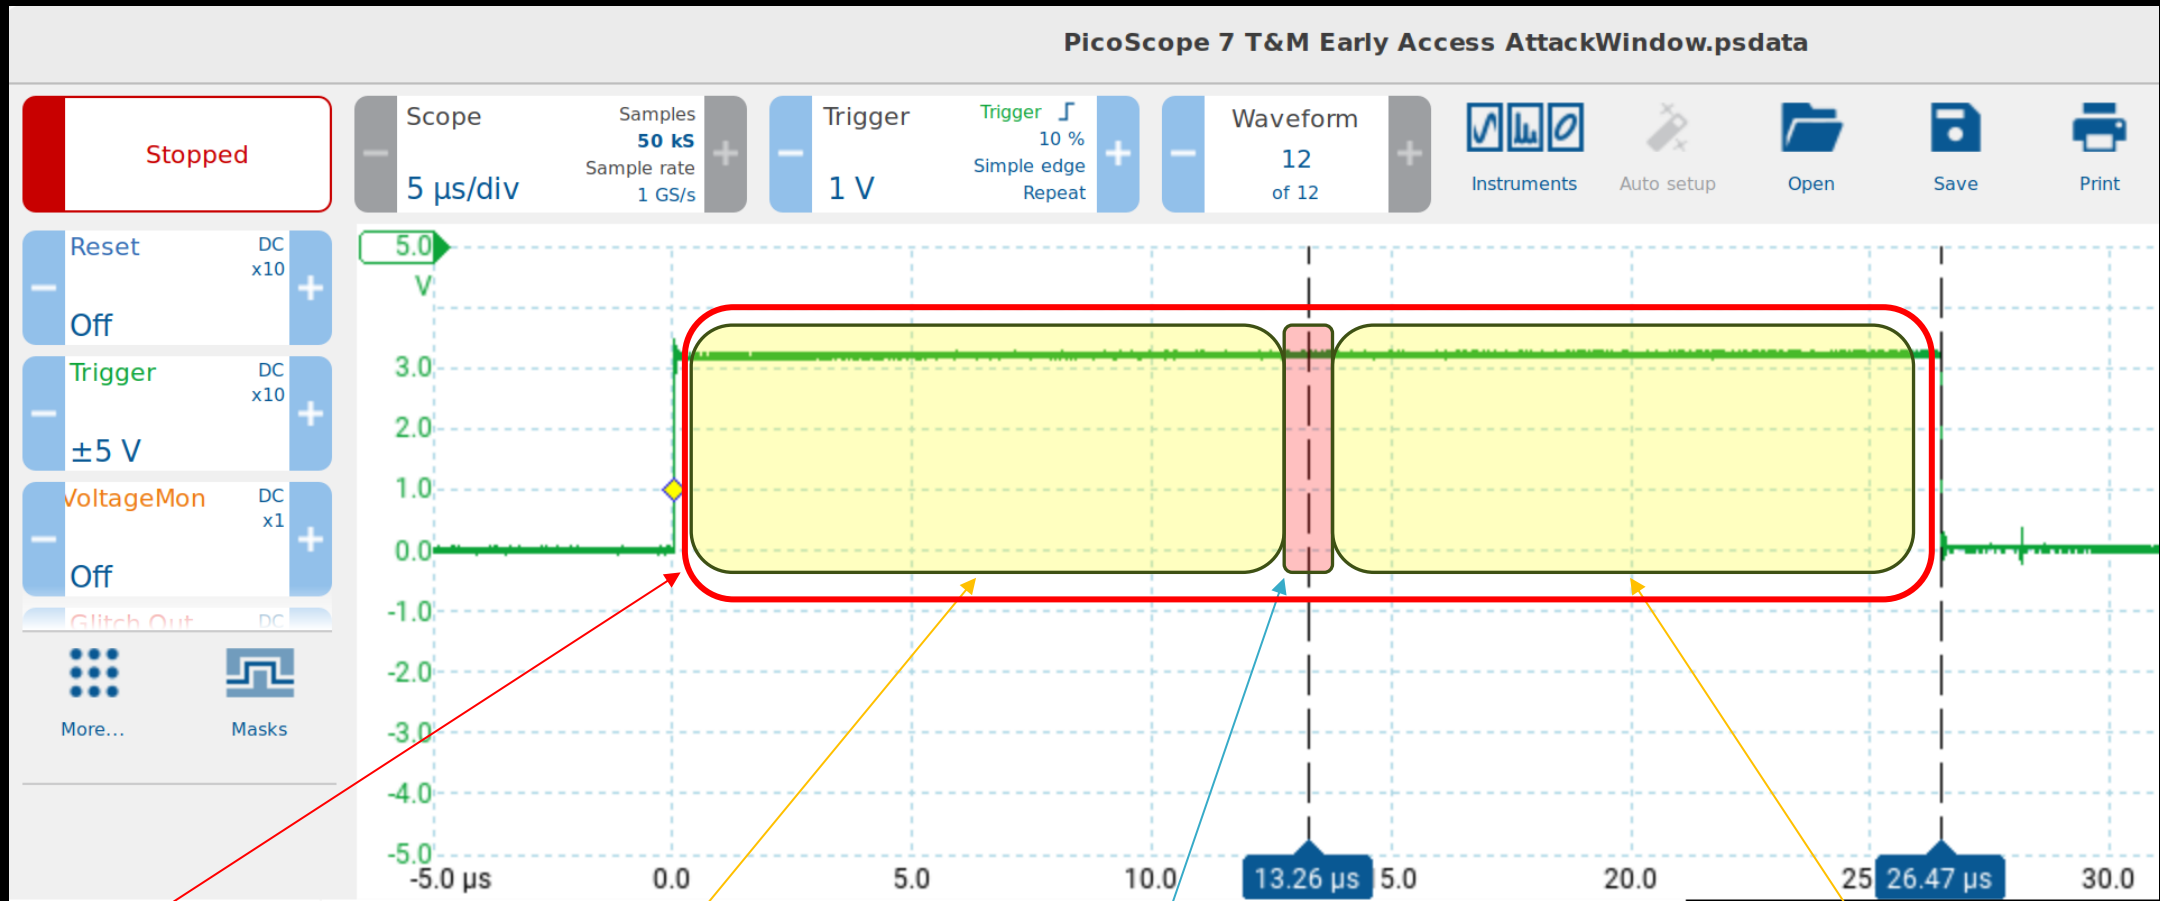 PicoScope 7 T&M Early Access AttackWindow.psdata
Stopped
Scope
Samples
50 kS
Sample rate
5 µs/div
1 GS/s
Trigger
Trigger
10 %
Simple edge
1 V
Repeat
Waveform
12
of 12
Instruments
Auto setup
Open
Save
Print
Reset
DC
x10
Off
Trigger
DC
x10
±5 V
VoltageMon
DC
x1
Off
Glitch Out
DC
More...
Masks
5.0
V
3.0
2.0
1.0
0.0
-1.0
-2.0
-3.0
-4.0
-5.0
-5.0 µs
0.0
5.0
10.0
13.26 µs
5.0
20.0
25
26.47 µs
30.0